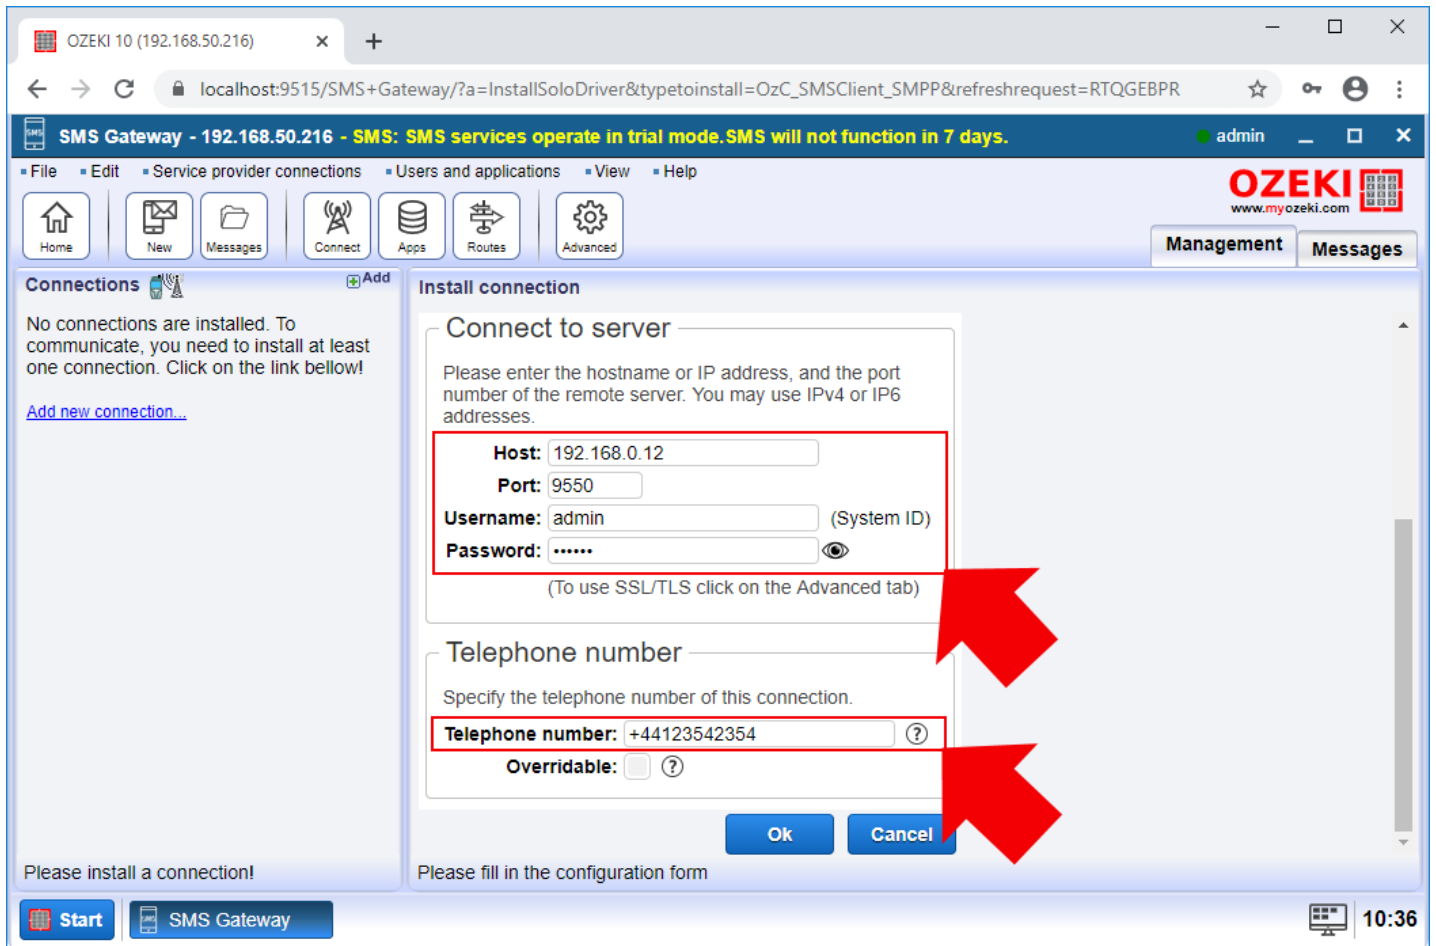 OZEKI 10 (192.168.50.216)
localhost:9515/SMS+Gateway/?a=InstallSoloDriver&typetoinstall=OzC_SMSClient_SMPP&refreshrequest=RTQGEBPR
SMS
SMS Gateway - 192.168.50.216 - SMS: SMS services operate in trial mode.SMS will not function in 7 days.
admin
File Edit Service provider connections Users and applications View Help
OZEKI
www.myozeki.com
Home New Messages Connect Apps Routes Advanced
Management Messages
Connections
Add
No connections are installed. To
communicate, you need to install at least
one connection. Click on the link bellow!
Add new connection...
Please install a connection!
Install connection
Connect to server
Please enter the hostname or IP address, and the port
number of the remote server. You may use IPv4 or IP6
addresses.
Host: 192.168.0.12
Port: 9550
Username: admin (System ID)
Password: ••••••
(To use SSL/TLS click on the Advanced tab)
Telephone number
Specify the telephone number of this connection.
Telephone number: +44123542354 ?
Overridable: ?
Ok Cancel
Please fill in the configuration form
Start
SMS
SMS Gateway
10:36